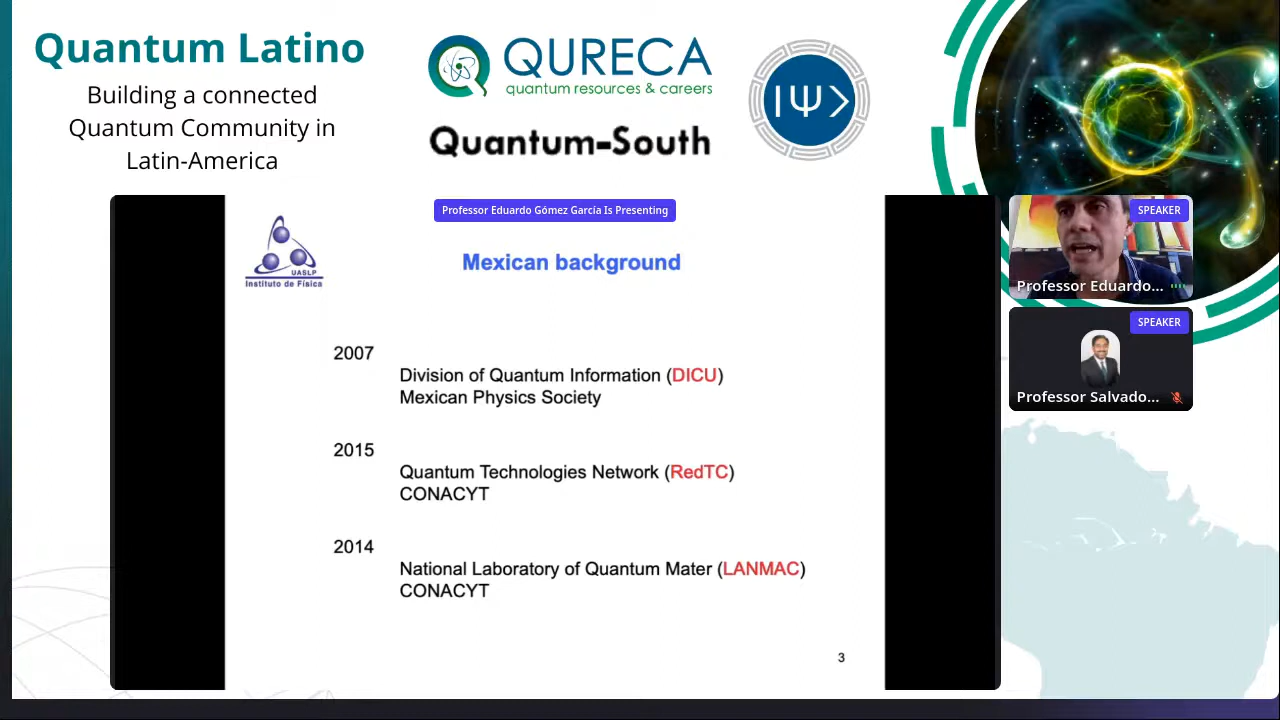 Quantum Latino
Building a connected
Quantum Community in
Latin-America
QURECA
quantum resources & careers
Quantum-South
|Ψ>
Professor Eduardo Gómez García Is Presenting
UASLP
Instituto de Física
Mexican background
2007
Division of Quantum Information (DICU)
Mexican Physics Society
2015
Quantum Technologies Network (RedTC)
CONACYT
2014
National Laboratory of Quantum Mater (LANMAC)
CONACYT
3
SPEAKER
Professor Eduardo...
SPEAKER
Professor Salvado...